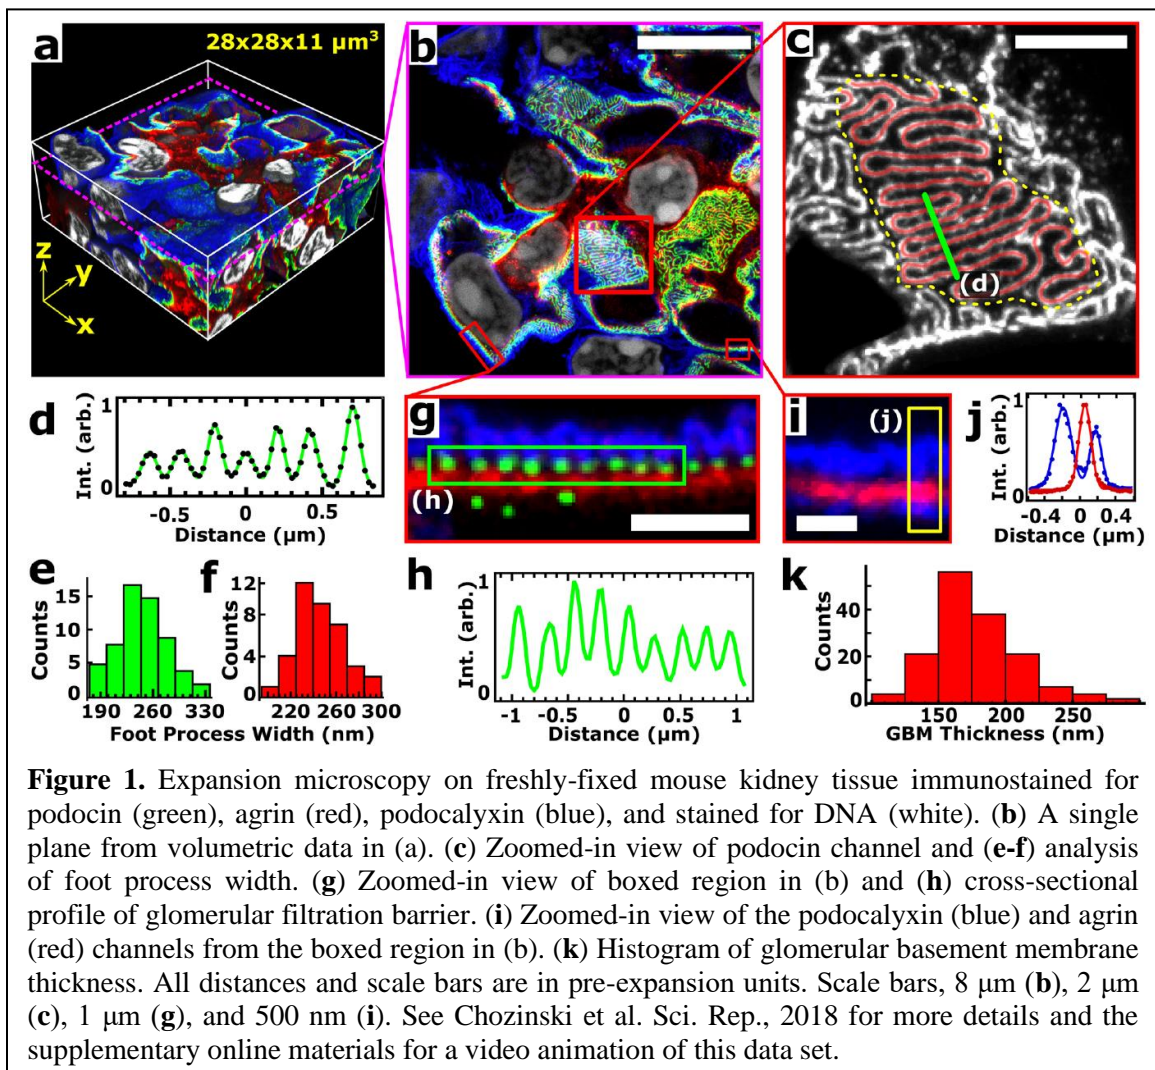 a
28x28x11 µm³
z
y
x
b
c
(d)
d
Int. (arb.)
1
0
-0.5
0
0.5
Distance (µm)
g
(h)
i
(j)
j
Int. (arb.)
1
0
-0.4
0
0.4
Distance (µm)
e
Counts
15
10
5
0
190
260
330
f
Counts
12
8
4
0
220
260
300
Foot Process Width (nm)
h
Int. (arb.)
1
0
-1
-0.5
0
0.5
1
Distance (µm)
k
Counts
40
20
0
150
200
250
GBM Thickness (nm)
Figure 1. Expansion microscopy on freshly-fixed mouse kidney tissue immunostained for
podocin (green), agrin (red), podocalyxin (blue), and stained for DNA (white). (b) A single
plane from volumetric data in (a). (c) Zoomed-in view of podocin channel and (e-f) analysis
of foot process width. (g) Zoomed-in view of boxed region in (b) and (h) cross-sectional
profile of glomerular filtration barrier. (i) Zoomed-in view of the podocalyxin (blue) and agrin
(red) channels from the boxed region in (b). (k) Histogram of glomerular basement membrane
thickness. All distances and scale bars are in pre-expansion units. Scale bars, 8 µm (b), 2 µm
(c), 1 µm (g), and 500 nm (i). See Chozinski et al. Sci. Rep., 2018 for more details and the
supplementary online materials for a video animation of this data set.